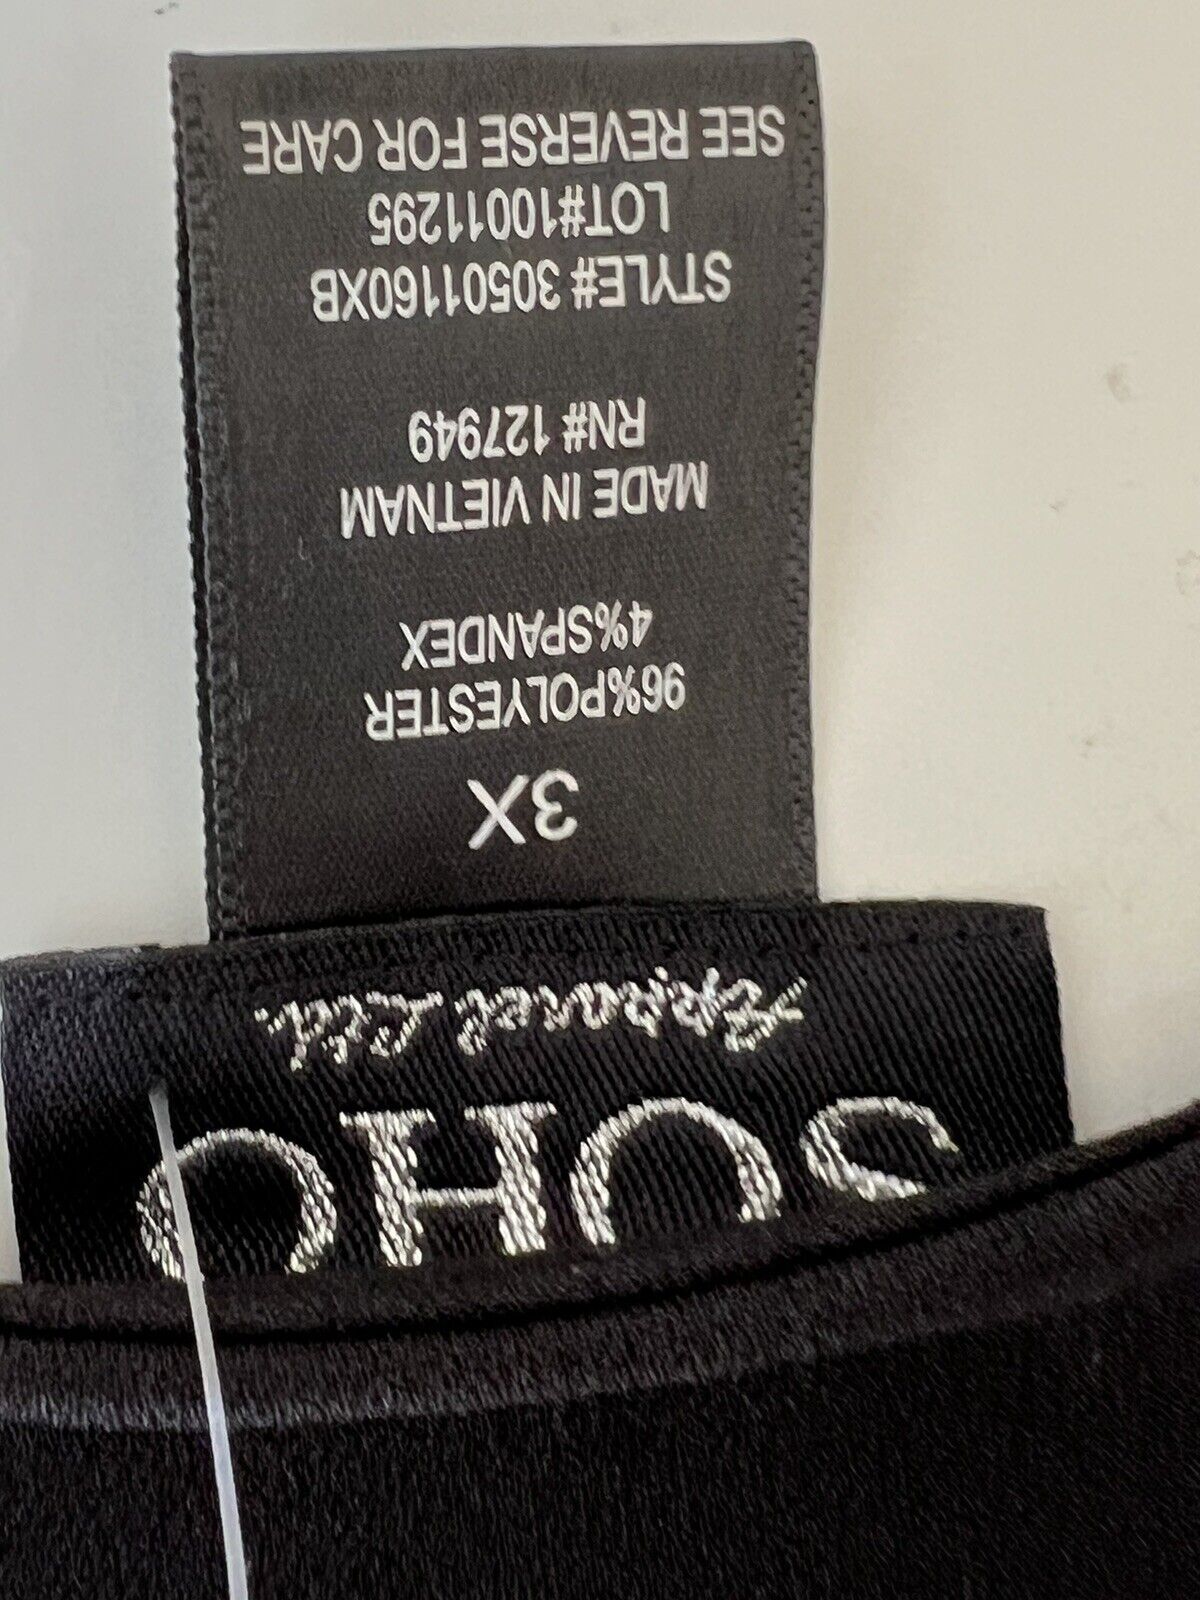 SOHO
Apparel Ltd.
3X
96%POLYESTER
4%SPANDEX
MADE IN VIETNAM
RN# 127949
STYLE# 30501160XB
LOT#10011295
SEE REVERSE FOR CARE